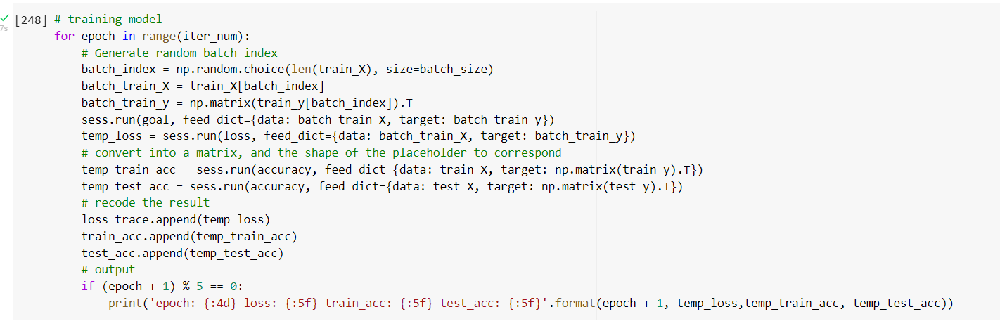 [248] # training model
7s for epoch in range(iter_num):
# Generate random batch index
batch_index = np.random.choice(len(train_X), size=batch_size)
batch_train_X = train_X[batch_index]
batch_train_y = np.matrix(train_y[batch_index]).T
sess.run(goal, feed_dict={data: batch_train_X, target: batch_train_y})
temp_loss = sess.run(loss, feed_dict={data: batch_train_X, target: batch_train_y})
# convert into a matrix, and the shape of the placeholder to correspond
temp_train_acc = sess.run(accuracy, feed_dict={data: train_X, target: np.matrix(train_y).T})
temp_test_acc = sess.run(accuracy, feed_dict={data: test_X, target: np.matrix(test_y).T})
# recode the result
loss_trace.append(temp_loss)
train_acc.append(temp_train_acc)
test_acc.append(temp_test_acc)
# output
if (epoch + 1) % 5 == 0:
print('epoch: {:4d} loss: {:5f} train_acc: {:5f} test_acc: {:5f}'.format(epoch + 1, temp_loss,temp_train_acc, temp_test_acc))